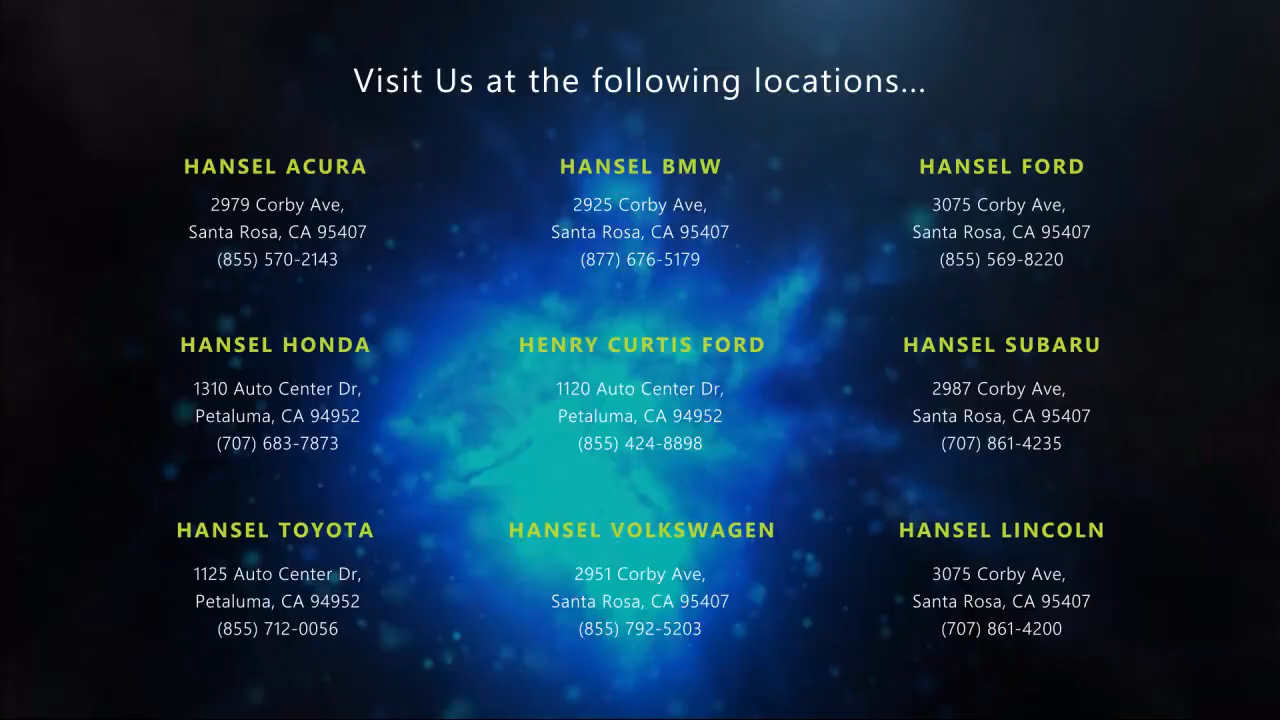 Visit Us at the following locations...
HANSEL ACURA
2979 Corby Ave,
Santa Rosa, CA 95407
(855) 570-2143
HANSEL BMW
2925 Corby Ave,
Santa Rosa, CA 95407
(877) 676-5179
HANSEL FORD
3075 Corby Ave,
Santa Rosa, CA 95407
(855) 569-8220
HANSEL HONDA
1310 Auto Center Dr,
Petaluma, CA 94952
(707) 683-7873
HENRY CURTIS FORD
1120 Auto Center Dr,
Petaluma, CA 94952
(855) 424-8898
HANSEL SUBARU
2987 Corby Ave,
Santa Rosa, CA 95407
(707) 861-4235
HANSEL TOYOTA
1125 Auto Center Dr,
Petaluma, CA 94952
(855) 712-0056
HANSEL VOLKSWAGEN
2951 Corby Ave,
Santa Rosa, CA 95407
(855) 792-5203
HANSEL LINCOLN
3075 Corby Ave,
Santa Rosa, CA 95407
(707) 861-4200